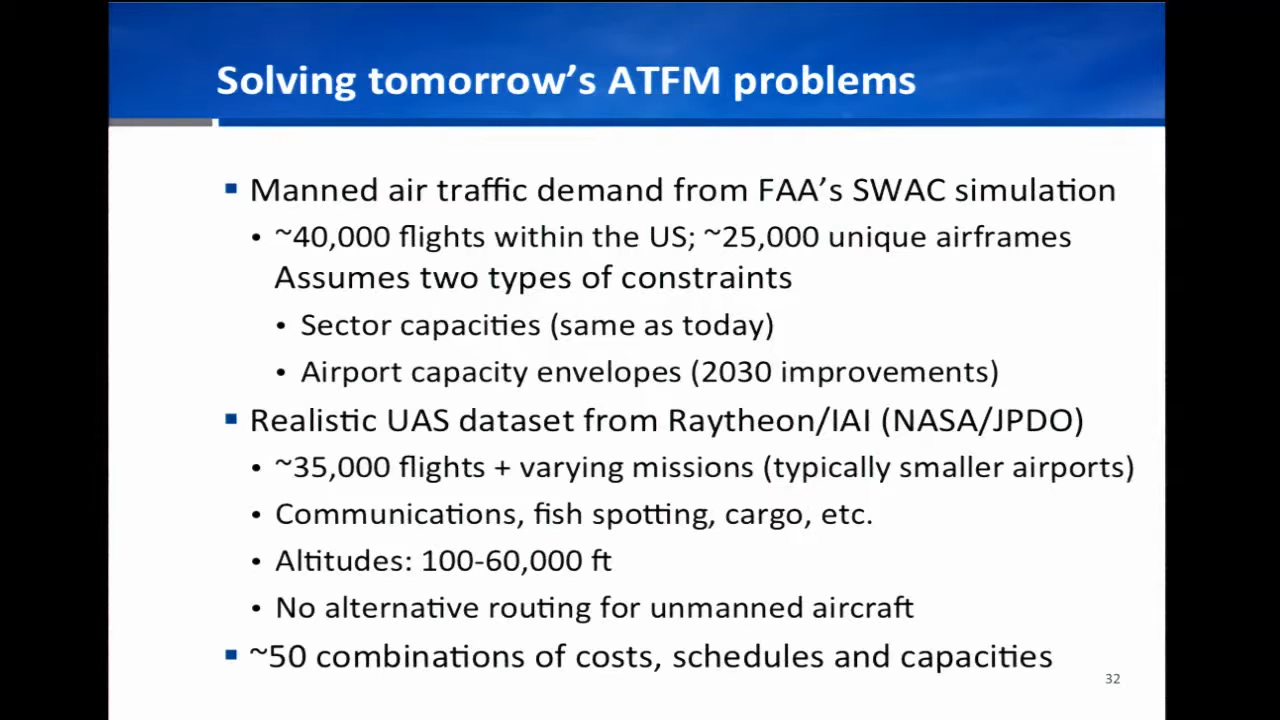 Solving tomorrow's ATFM problems
▪ Manned air traffic demand from FAA's SWAC simulation
• ~40,000 flights within the US; ~25,000 unique airframes
Assumes two types of constraints
• Sector capacities (same as today)
• Airport capacity envelopes (2030 improvements)
▪ Realistic UAS dataset from Raytheon/IAI (NASA/JPDO)
• ~35,000 flights + varying missions (typically smaller airports)
• Communications, fish spotting, cargo, etc.
• Altitudes: 100-60,000 ft
• No alternative routing for unmanned aircraft
▪ ~50 combinations of costs, schedules and capacities
32